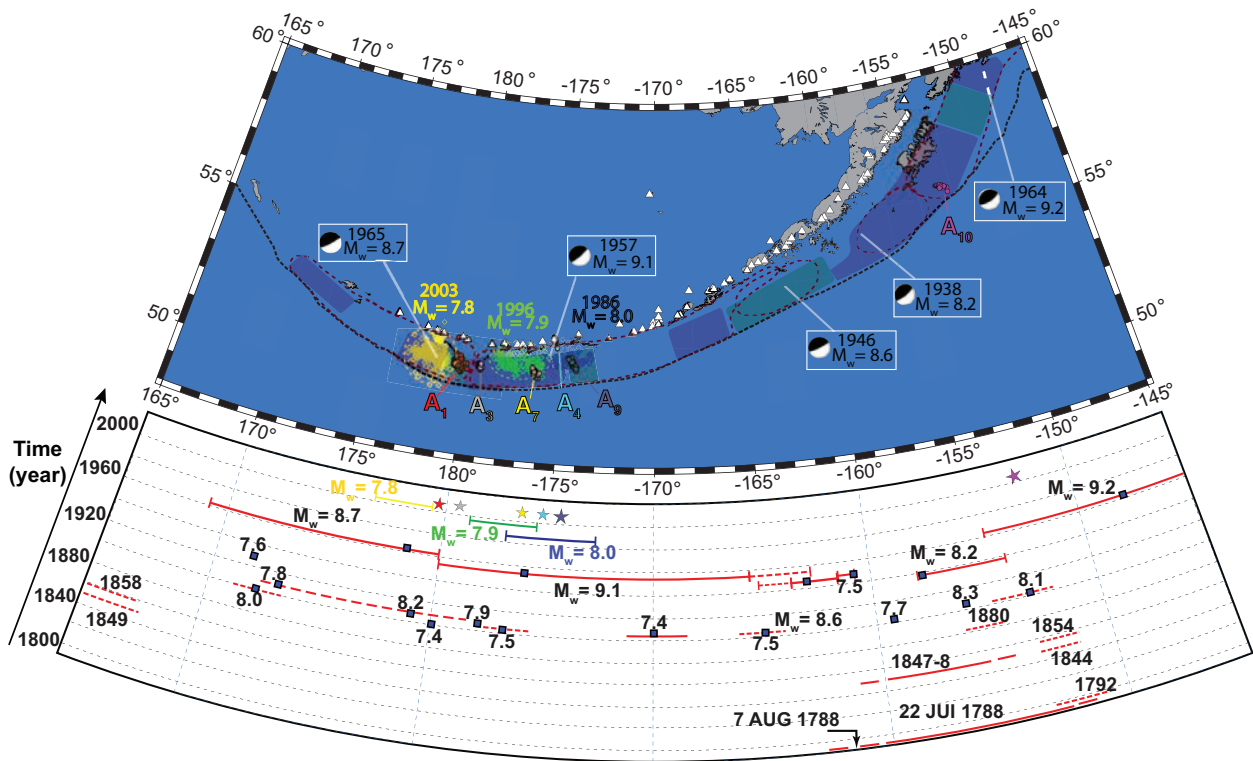 165°
170°
175°
180°
-175°
-170°
-165°
-160°
-155°
-150°
-145°
60°
60°
55°
55°
50°
50°
1964
Mw = 9.2
A10
1965
Mw = 8.7
1957
Mw = 9.1
2003
Mw = 7.8
1996
Mw = 7.9
1986
Mw = 8.0
1938
Mw = 8.2
1946
Mw = 8.6
A1
A3
A7
A4
A9
165°
170°
175°
180°
-175°
-170°
-165°
-160°
-155°
-150°
-145°
Time
(year)
2000
1960
1920
1880
1840
1800
Mw = 7.8
Mw = 9.2
Mw = 8.7
Mw = 7.9
Mw = 8.0
Mw = 8.2
7.6
7.8
8.0
Mw = 9.1
7.5
8.1
8.3
1858
1849
8.2
7.4
7.9
7.5
7.4
Mw = 8.6
7.5
7.7
1880
1854
1844
1847-8
1792
7 AUG 1788
22 JUI 1788